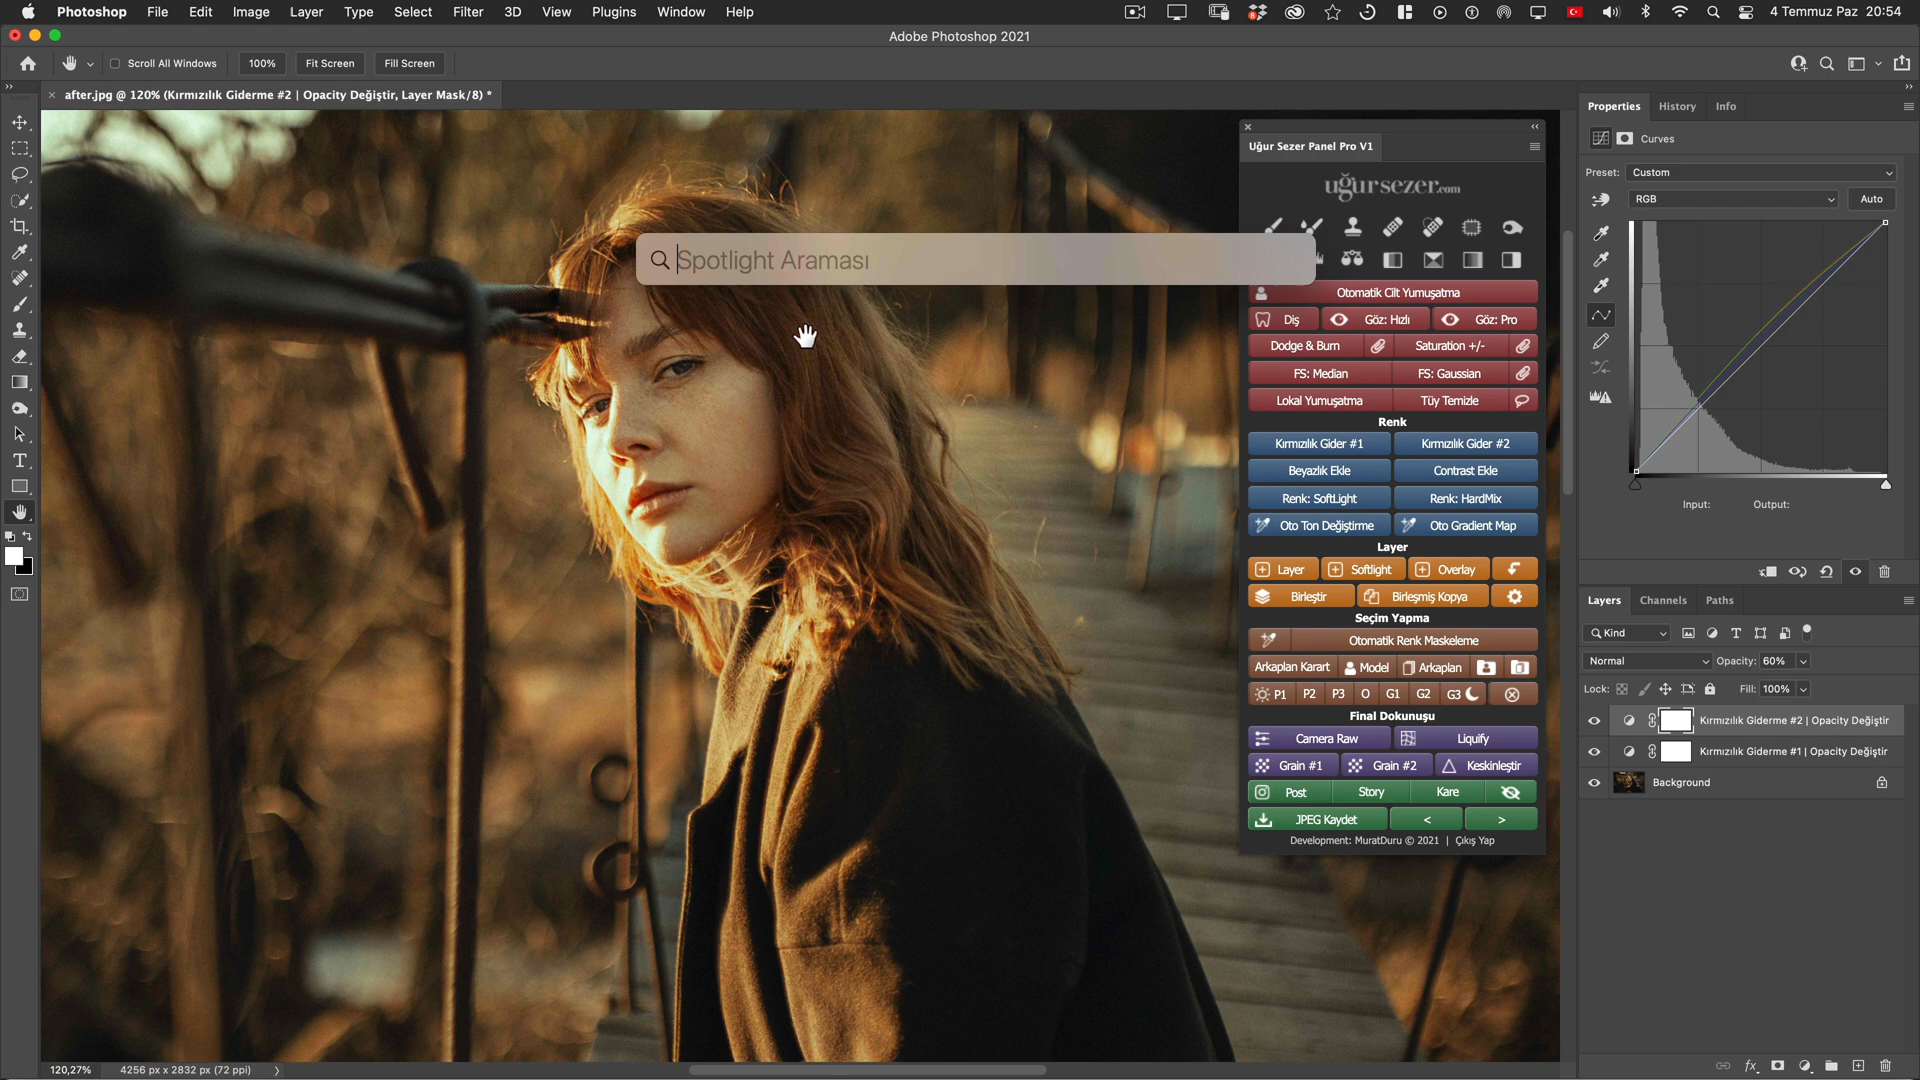 Photoshop File Edit Image Layer Type Select Filter 3D View Plugins Window Help 4 Temmuz Paz 20:54
Adobe Photoshop 2021
Scroll All Windows 100% Fit Screen Fill Screen
after.jpg @ 120% (Kırmızılık Giderme #2 | Opacity Değiştir, Layer Mask/8) *
Spotlight Araması
Uğur Sezer Panel Pro V1
uğursezer.com
Otomatik Cilt Yumuşatma
Diş Göz: Hızlı Göz: Pro
Dodge & Burn Saturation +/-
FS: Median FS: Gaussian
Lokal Yumuşatma Tüy Temizle
Renk
Kırmızılık Gider #1 Kırmızılık Gider #2
Beyazlık Ekle Contrast Ekle
Renk: SoftLight Renk: HardMix
Oto Ton Değiştirme Oto Gradient Map
Layer
Layer Softlight Overlay
Birleştir Birleşmiş Kopya
Seçim Yapma
Otomatik Renk Maskeleme
Arkaplan Karart Model Arkaplan
P1 P2 P3 O G1 G2 G3
Final Dokunuşu
Camera Raw Liquify
Grain #1 Grain #2 Keskinleştir
Post Story Kare
JPEG Kaydet < >
Development: MuratDuru © 2021 | Çıkış Yap
Properties History Info
Curves
Preset: Custom
RGB Auto
Input: Output:
Layers Channels Paths
Kind
Normal Opacity: 60%
Lock: Fill: 100%
Kırmızılık Giderme #2 | Opacity Değiştir
Kırmızılık Giderme #1 | Opacity Değiştir
Background
120,27% 4256 px x 2832 px (72 ppi)